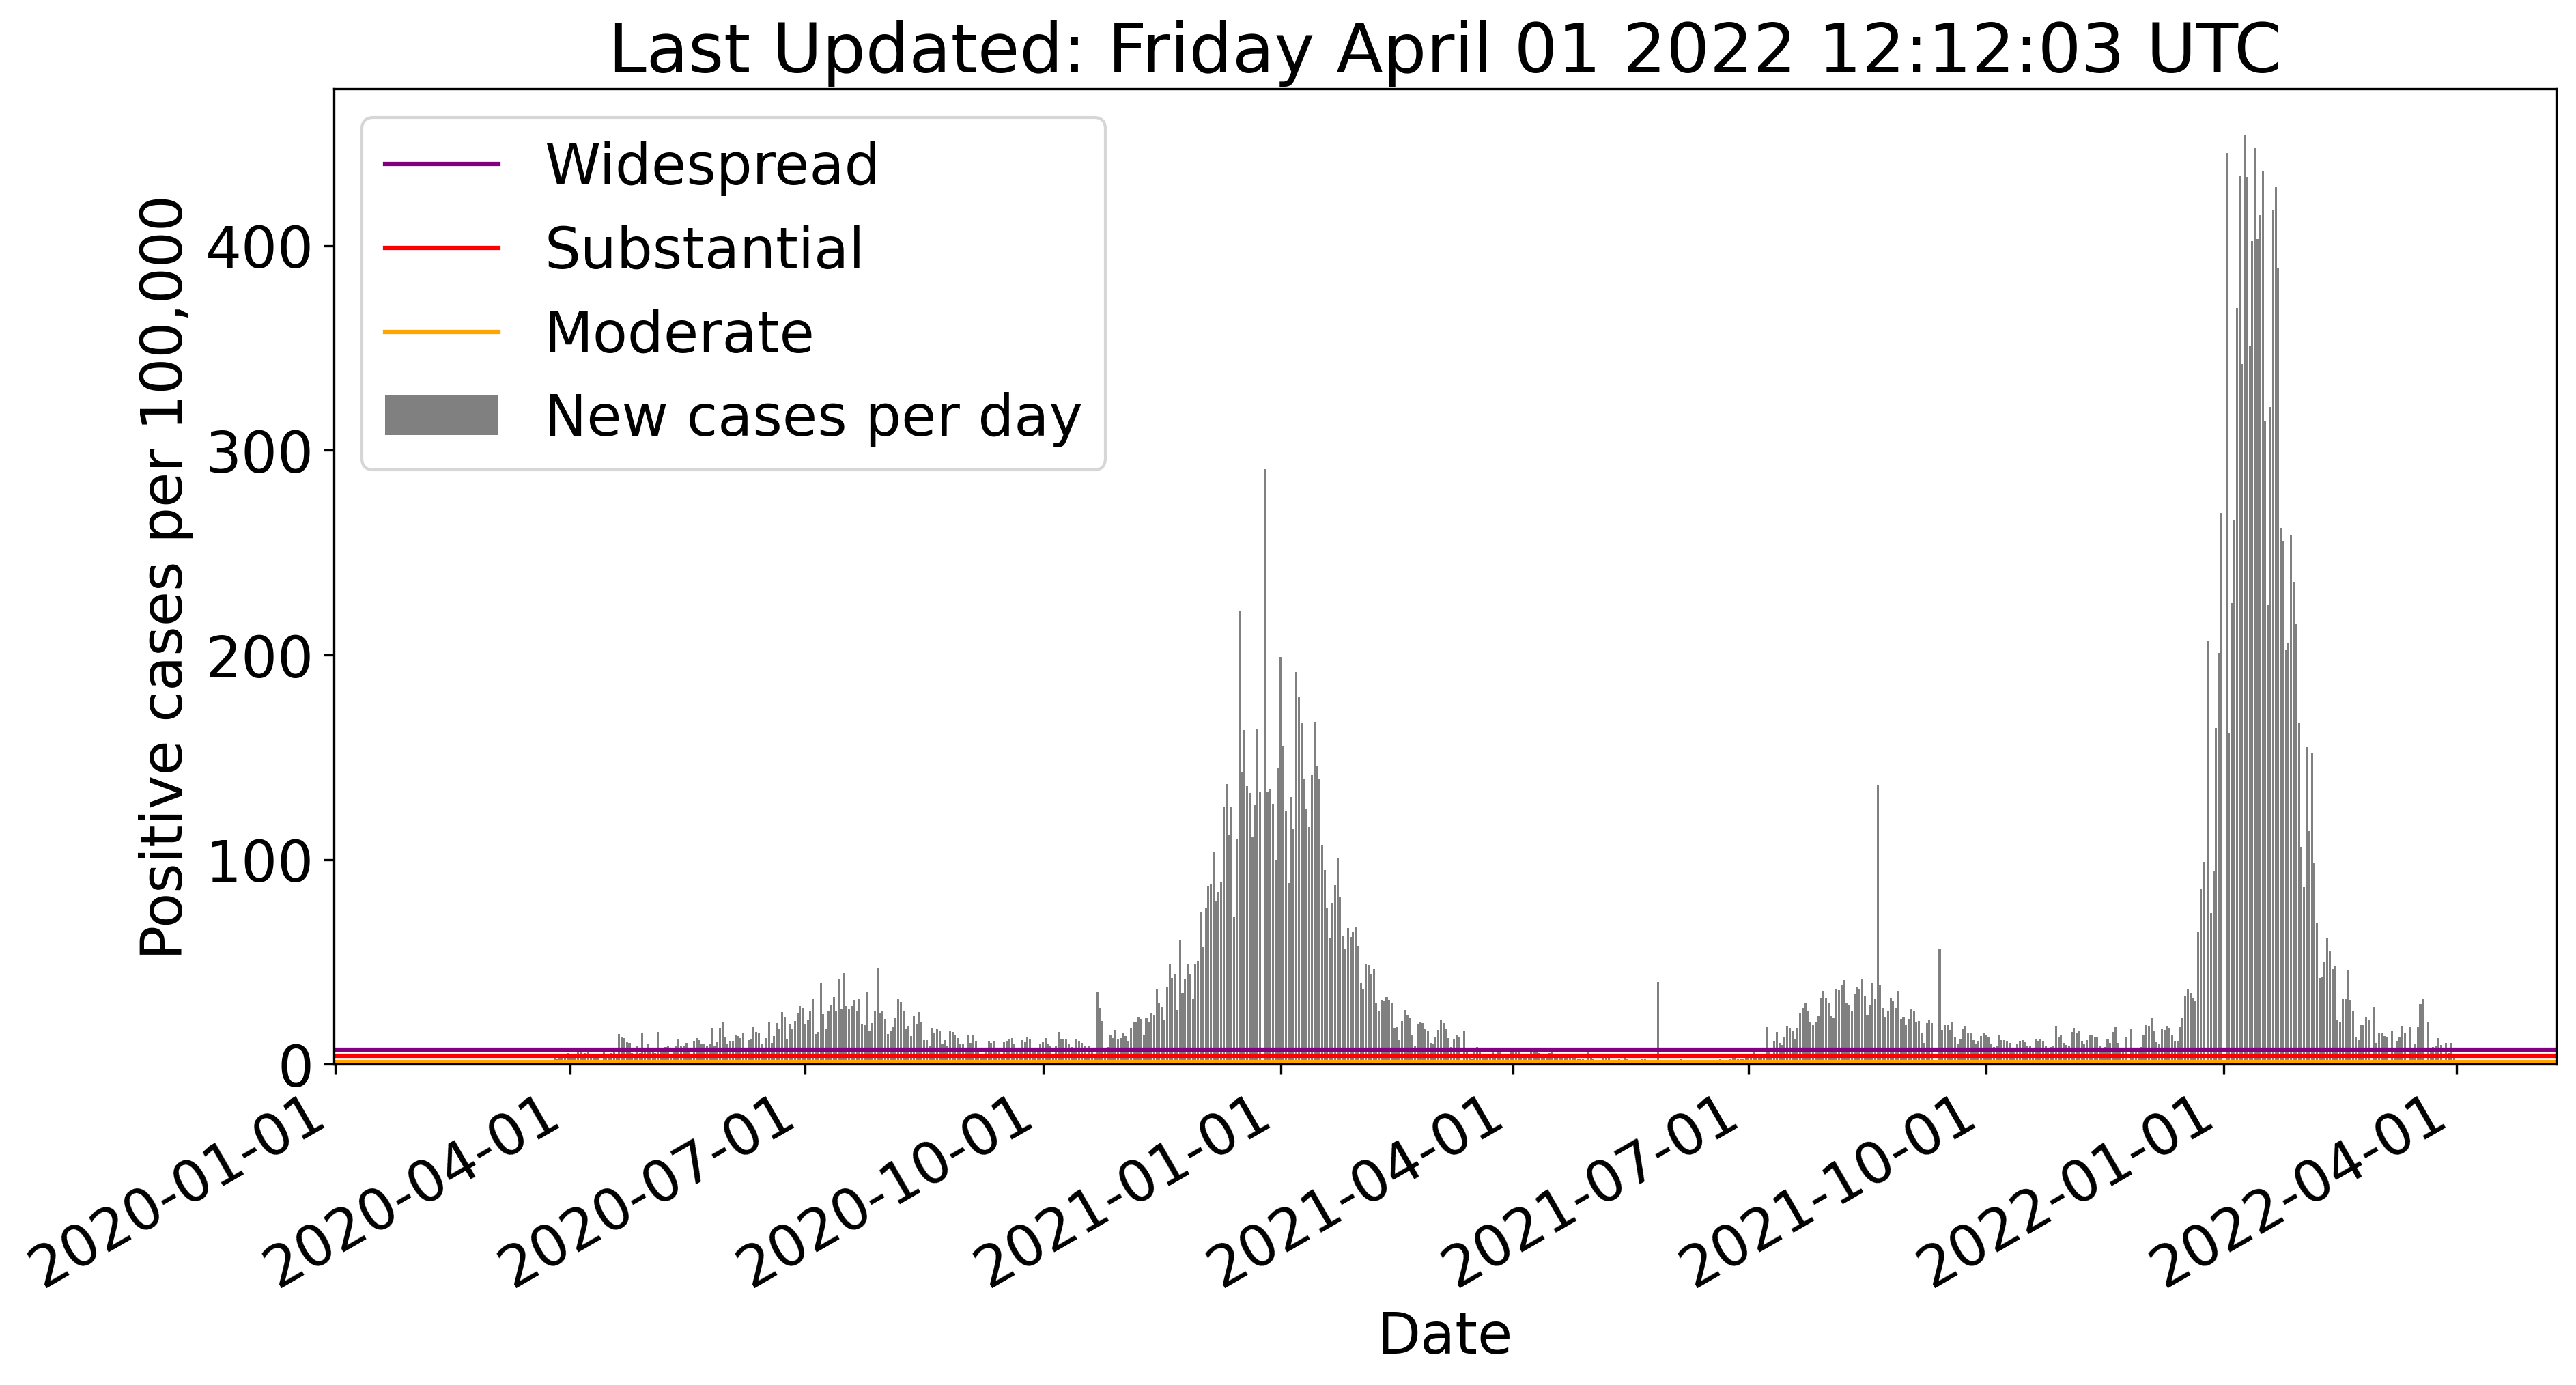 Last Updated: Friday April 01 2022 12:12:03 UTC
Widespread
Substantial
Moderate
New cases per day
Positive cases per 100,000
400
300
200
100
0
2020-01-01
2020-04-01
2020-07-01
2020-10-01
2021-01-01
2021-04-01
2021-07-01
2021-10-01
2022-01-01
2022-04-01
Date